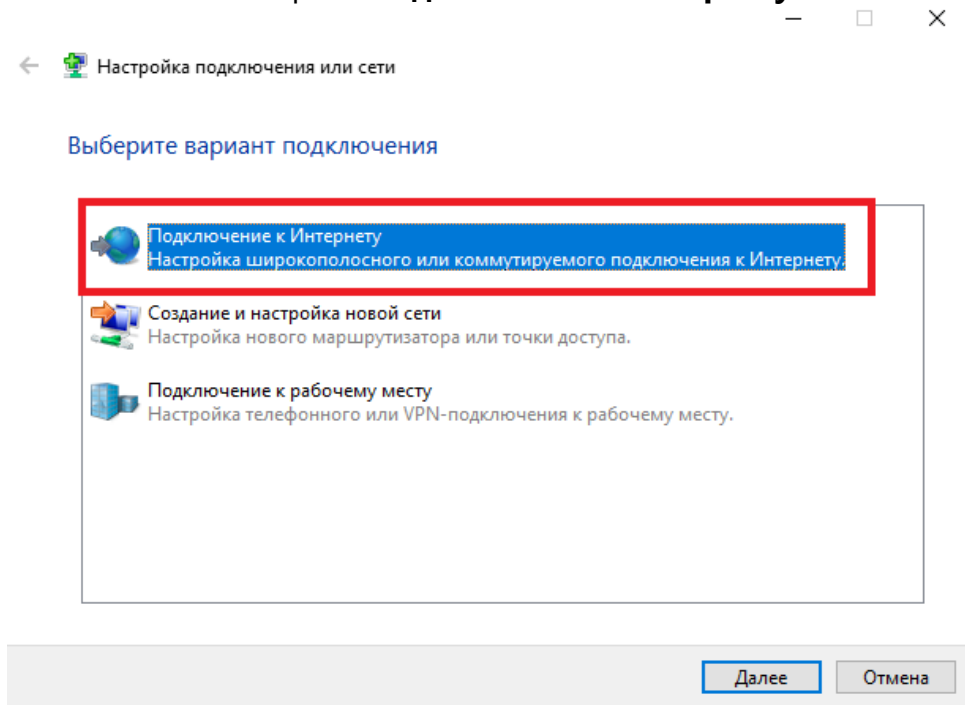 Настройка подключения или сети
Выберите вариант подключения
Подключение к Интернету
Настройка широкополосного или коммутируемого подключения к Интернету.
Создание и настройка новой сети
Настройка нового маршрутизатора или точки доступа.
Подключение к рабочему месту
Настройка телефонного или VPN-подключения к рабочему месту.
Далее
Отмена